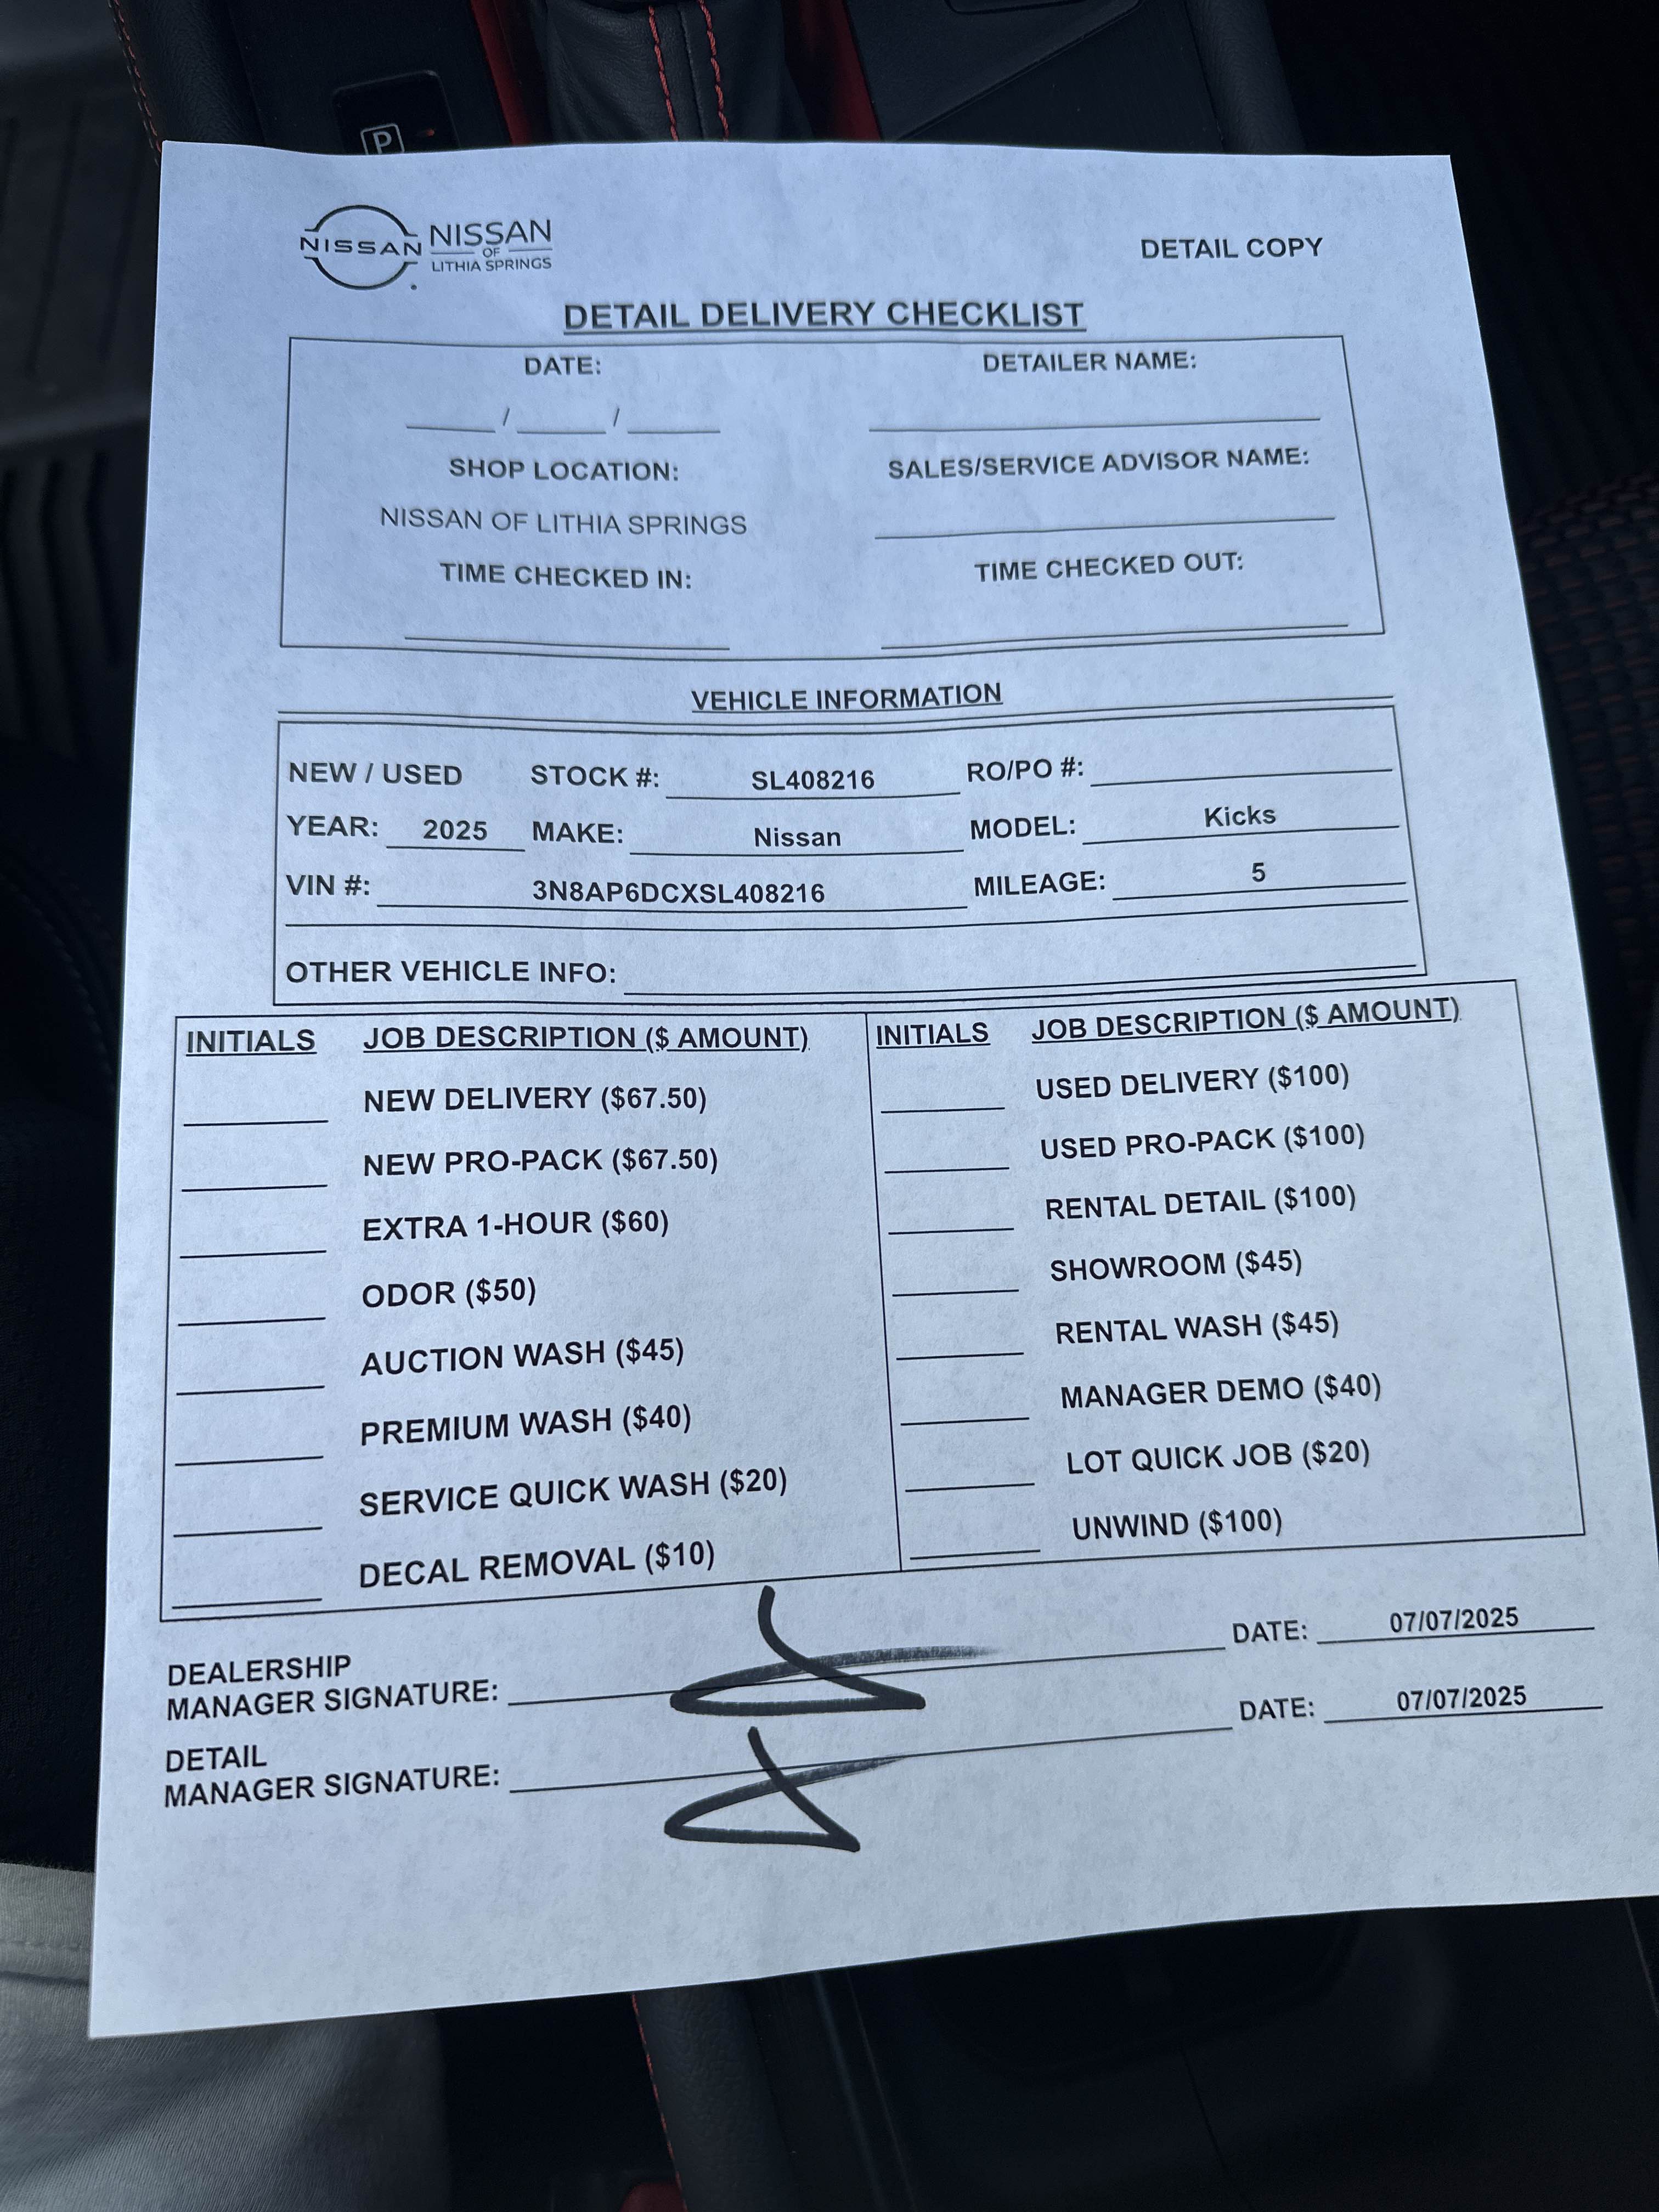 P
NISSAN NISSAN
OF
LITHIA SPRINGS
DETAIL COPY
DETAIL DELIVERY CHECKLIST
DATE: DETAILER NAME:
____ / ____ / ____ ____
SHOP LOCATION: SALES/SERVICE ADVISOR NAME:
NISSAN OF LITHIA SPRINGS ____
TIME CHECKED IN: TIME CHECKED OUT:
VEHICLE INFORMATION
NEW / USED STOCK #: SL408216 RO/PO #:
YEAR: 2025 MAKE: Nissan MODEL: Kicks
VIN #: 3N8AP6DCXSL408216 MILEAGE: 5
OTHER VEHICLE INFO:
INITIALS JOB DESCRIPTION ($ AMOUNT) INITIALS JOB DESCRIPTION ($ AMOUNT)
NEW DELIVERY ($67.50) USED DELIVERY ($100)
NEW PRO-PACK ($67.50) USED PRO-PACK ($100)
EXTRA 1-HOUR ($60) RENTAL DETAIL ($100)
ODOR ($50) SHOWROOM ($45)
AUCTION WASH ($45) RENTAL WASH ($45)
PREMIUM WASH ($40) MANAGER DEMO ($40)
SERVICE QUICK WASH ($20) LOT QUICK JOB ($20)
DECAL REMOVAL ($10) UNWIND ($100)
DEALERSHIP
MANAGER SIGNATURE: DATE: 07/07/2025
DETAIL
MANAGER SIGNATURE: DATE: 07/07/2025